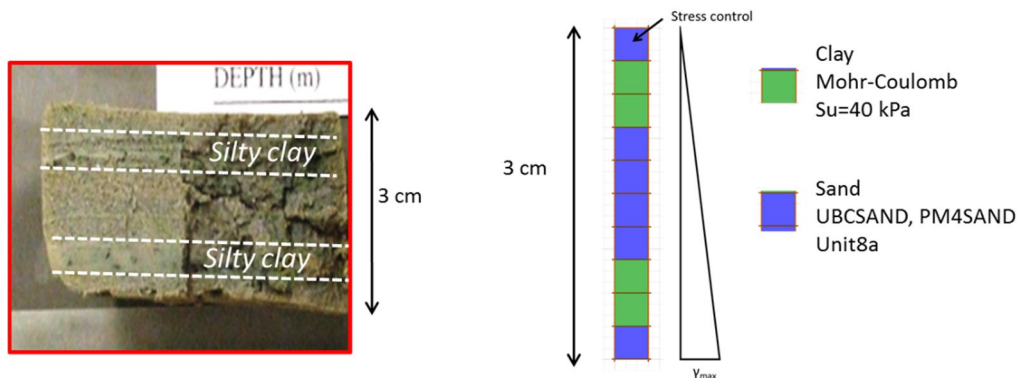 DEPTH (m)
Silty clay
Silty clay
3 cm
3 cm
Stress control
γmax
Clay
Mohr-Coulomb
Su=40 kPa
Sand
UBCSAND, PM4SAND
Unit8a